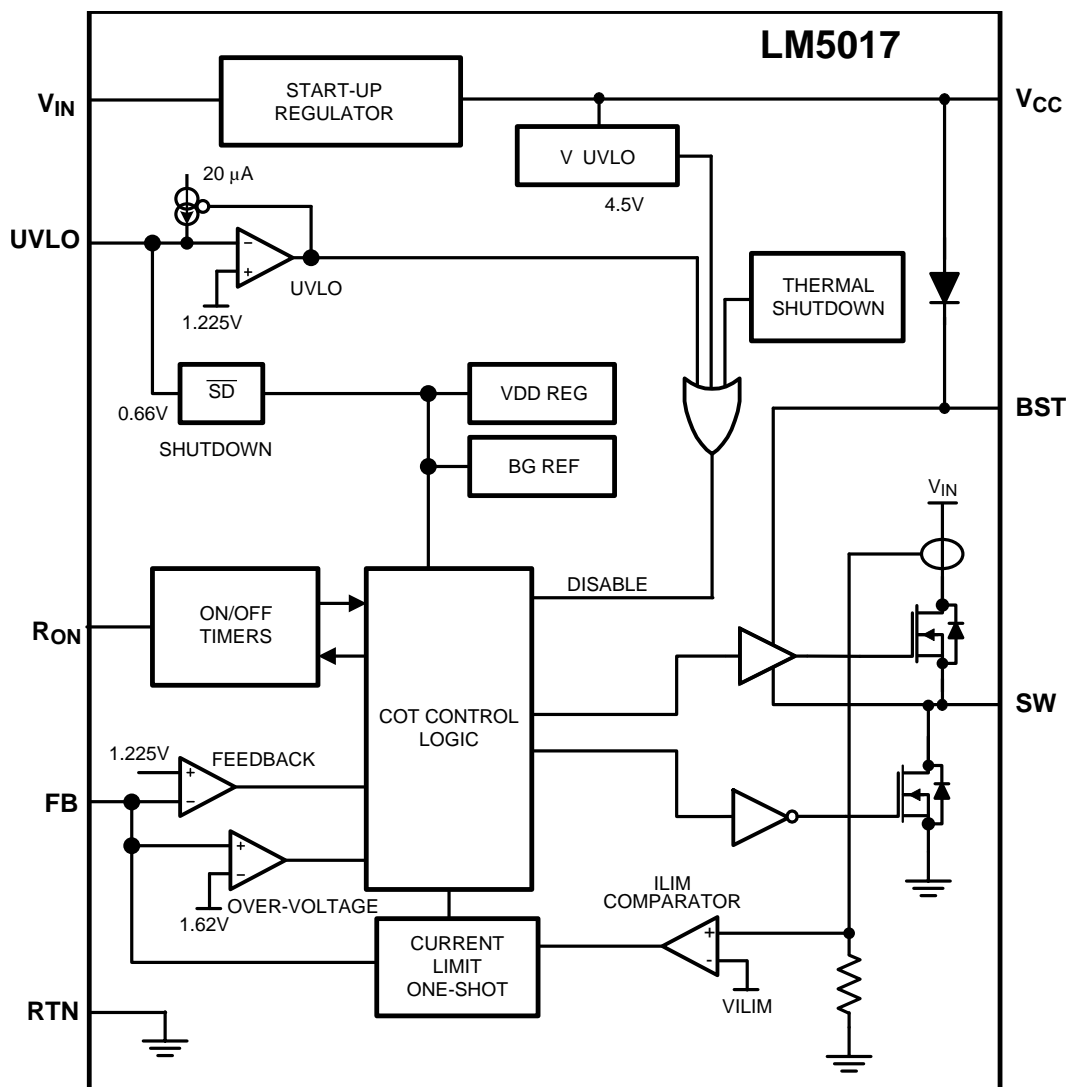 LM5017
VIN
START-UP
REGULATOR
VCC
V UVLO
4.5V
20 μA
UVLO
UVLO
1.225V
THERMAL
SHUTDOWN
SD
0.66V
SHUTDOWN
VDD REG
BG REF
BST
VIN
RON
ON/OFF
TIMERS
DISABLE
COT CONTROL
LOGIC
SW
1.225V
FEEDBACK
+
−
FB
+
−
1.62V
OVER-VOLTAGE
ILIM
COMPARATOR
+
-
VILIM
CURRENT
LIMIT
ONE-SHOT
RTN